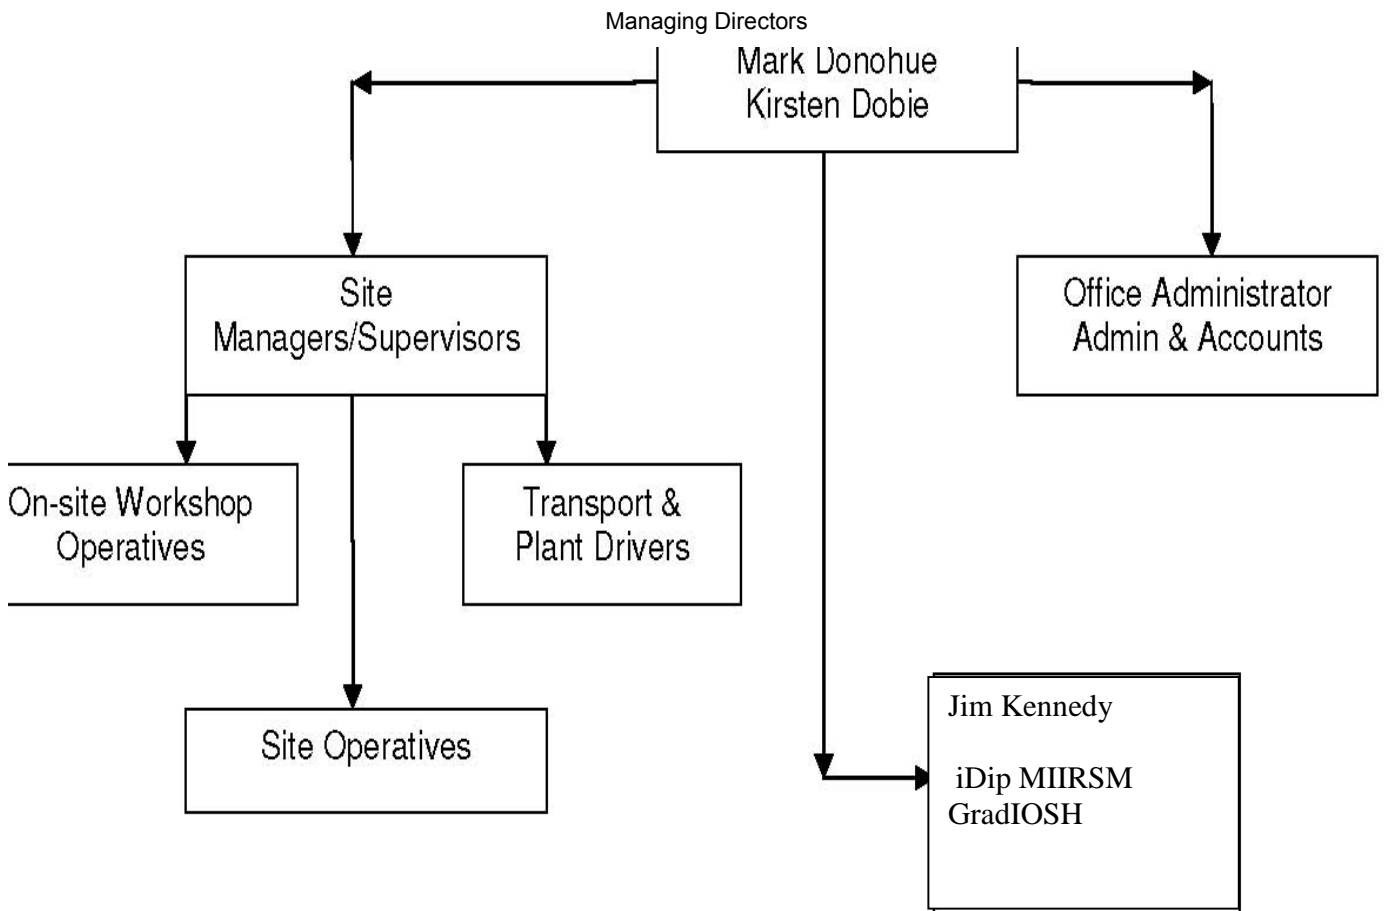 Managing Directors
Mark Donohue
Kirsten Dobie
Site
Managers/Supervisors
Office Administrator
Admin & Accounts
On-site Workshop
Operatives
Transport &
Plant Drivers
Site Operatives
Jim Kennedy
iDip MIIRSM
GradIOSH